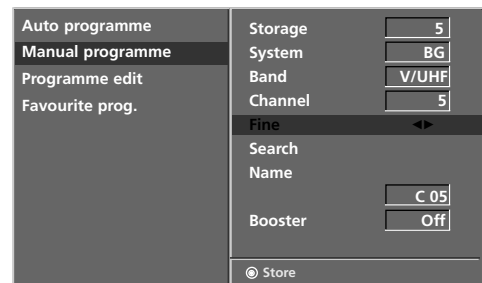 Auto programme
Manual programme
Programme edit
Favourite prog.
Storage 5
System BG
Band V/UHF
Channel 5
Fine ◀▶
Search
Name
C 05
Booster Off
Store